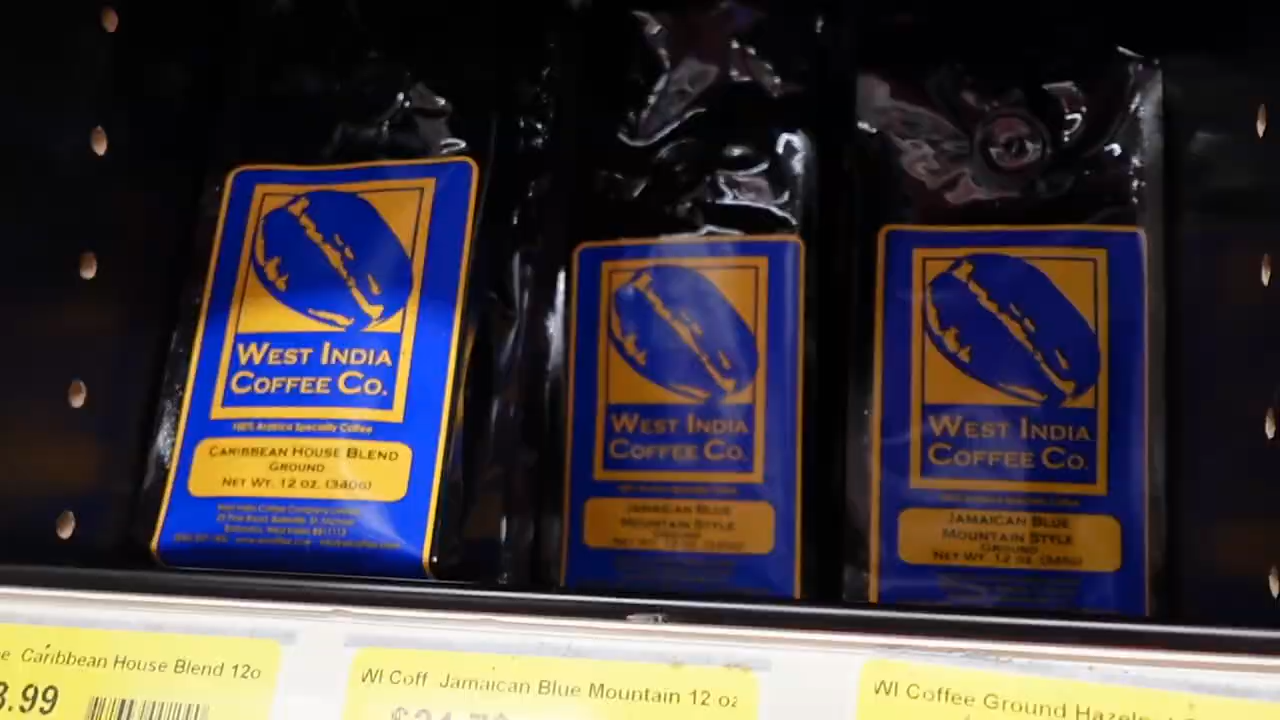 WEST INDIA
COFFEE CO.
100% Arabica Specialty Coffee
CARIBBEAN HOUSE BLEND
GROUND
NET WT. 12 OZ. (340G)
WEST INDIA
COFFEE CO.
JAMAICAN BLUE
MOUNTAIN STYLE
WEST INDIA
COFFEE CO.
JAMAICAN BLUE
MOUNTAIN STYLE
GROUND
NET WT. 12 OZ. (340G)
e Caribbean House Blend 12o
3.99
WI Coff Jamaican Blue Mountain 12 oz
WI Coffee Ground Hazeln